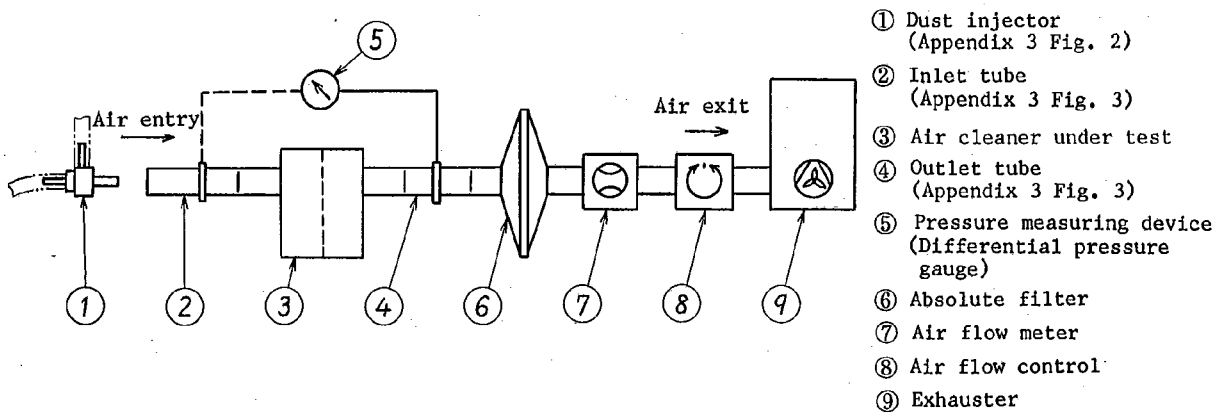 ⑤
Air entry
Air exit
①
②
③
④
⑥
⑦
⑧
⑨
① Dust injector
(Appendix 3 Fig. 2)
② Inlet tube
(Appendix 3 Fig. 3)
③ Air cleaner under test
④ Outlet tube
(Appendix 3 Fig. 3)
⑤ Pressure measuring device
(Differential pressure
gauge)
⑥ Absolute filter
⑦ Air flow meter
⑧ Air flow control
⑨ Exhauster